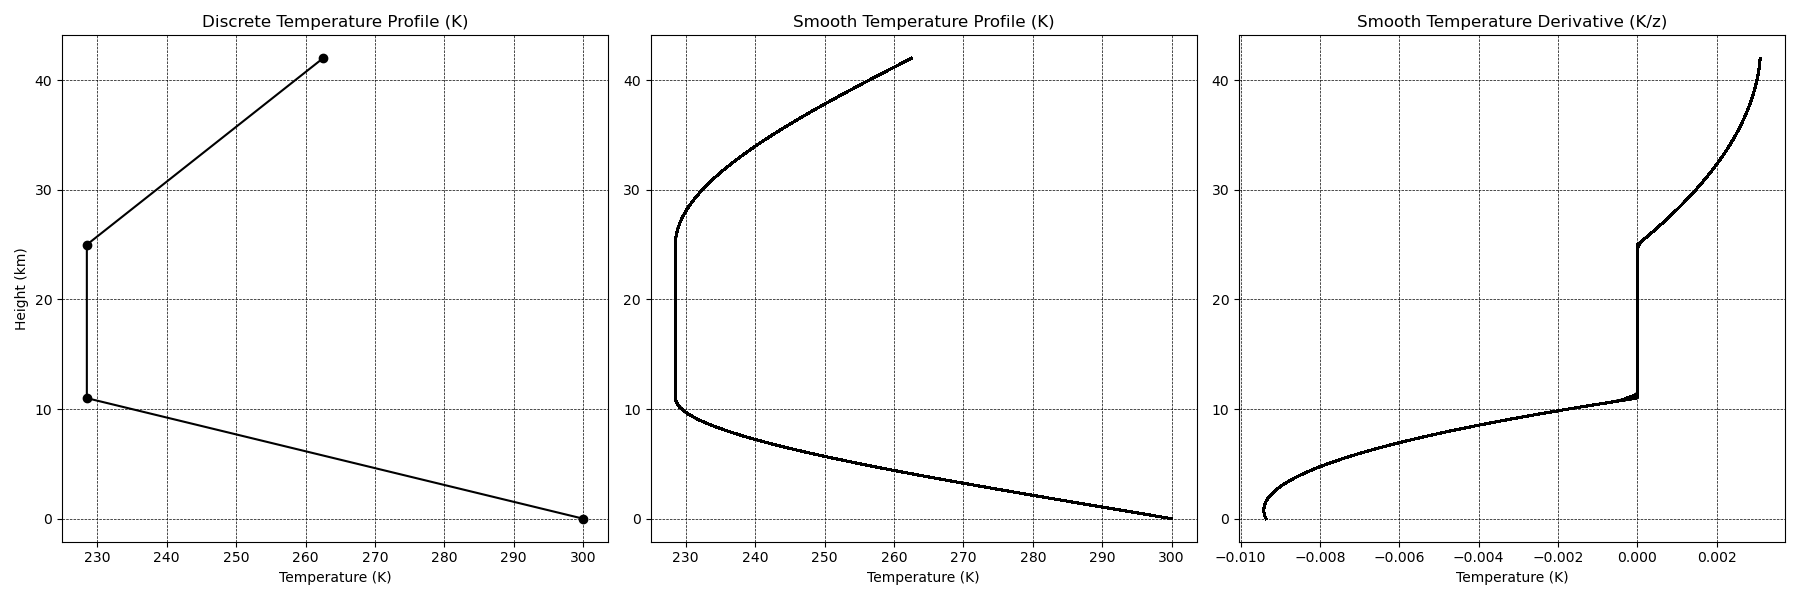 Discrete Temperature Profile (K)
Smooth Temperature Profile (K)
Smooth Temperature Derivative (K/z)
Height (km)
40
30
20
10
0
230 240 250 260 270 280 290 300
Temperature (K)
40
30
20
10
0
230 240 250 260 270 280 290 300
Temperature (K)
40
30
20
10
0
−0.010 −0.008 −0.006 −0.004 −0.002 0.000 0.002
Temperature (K)